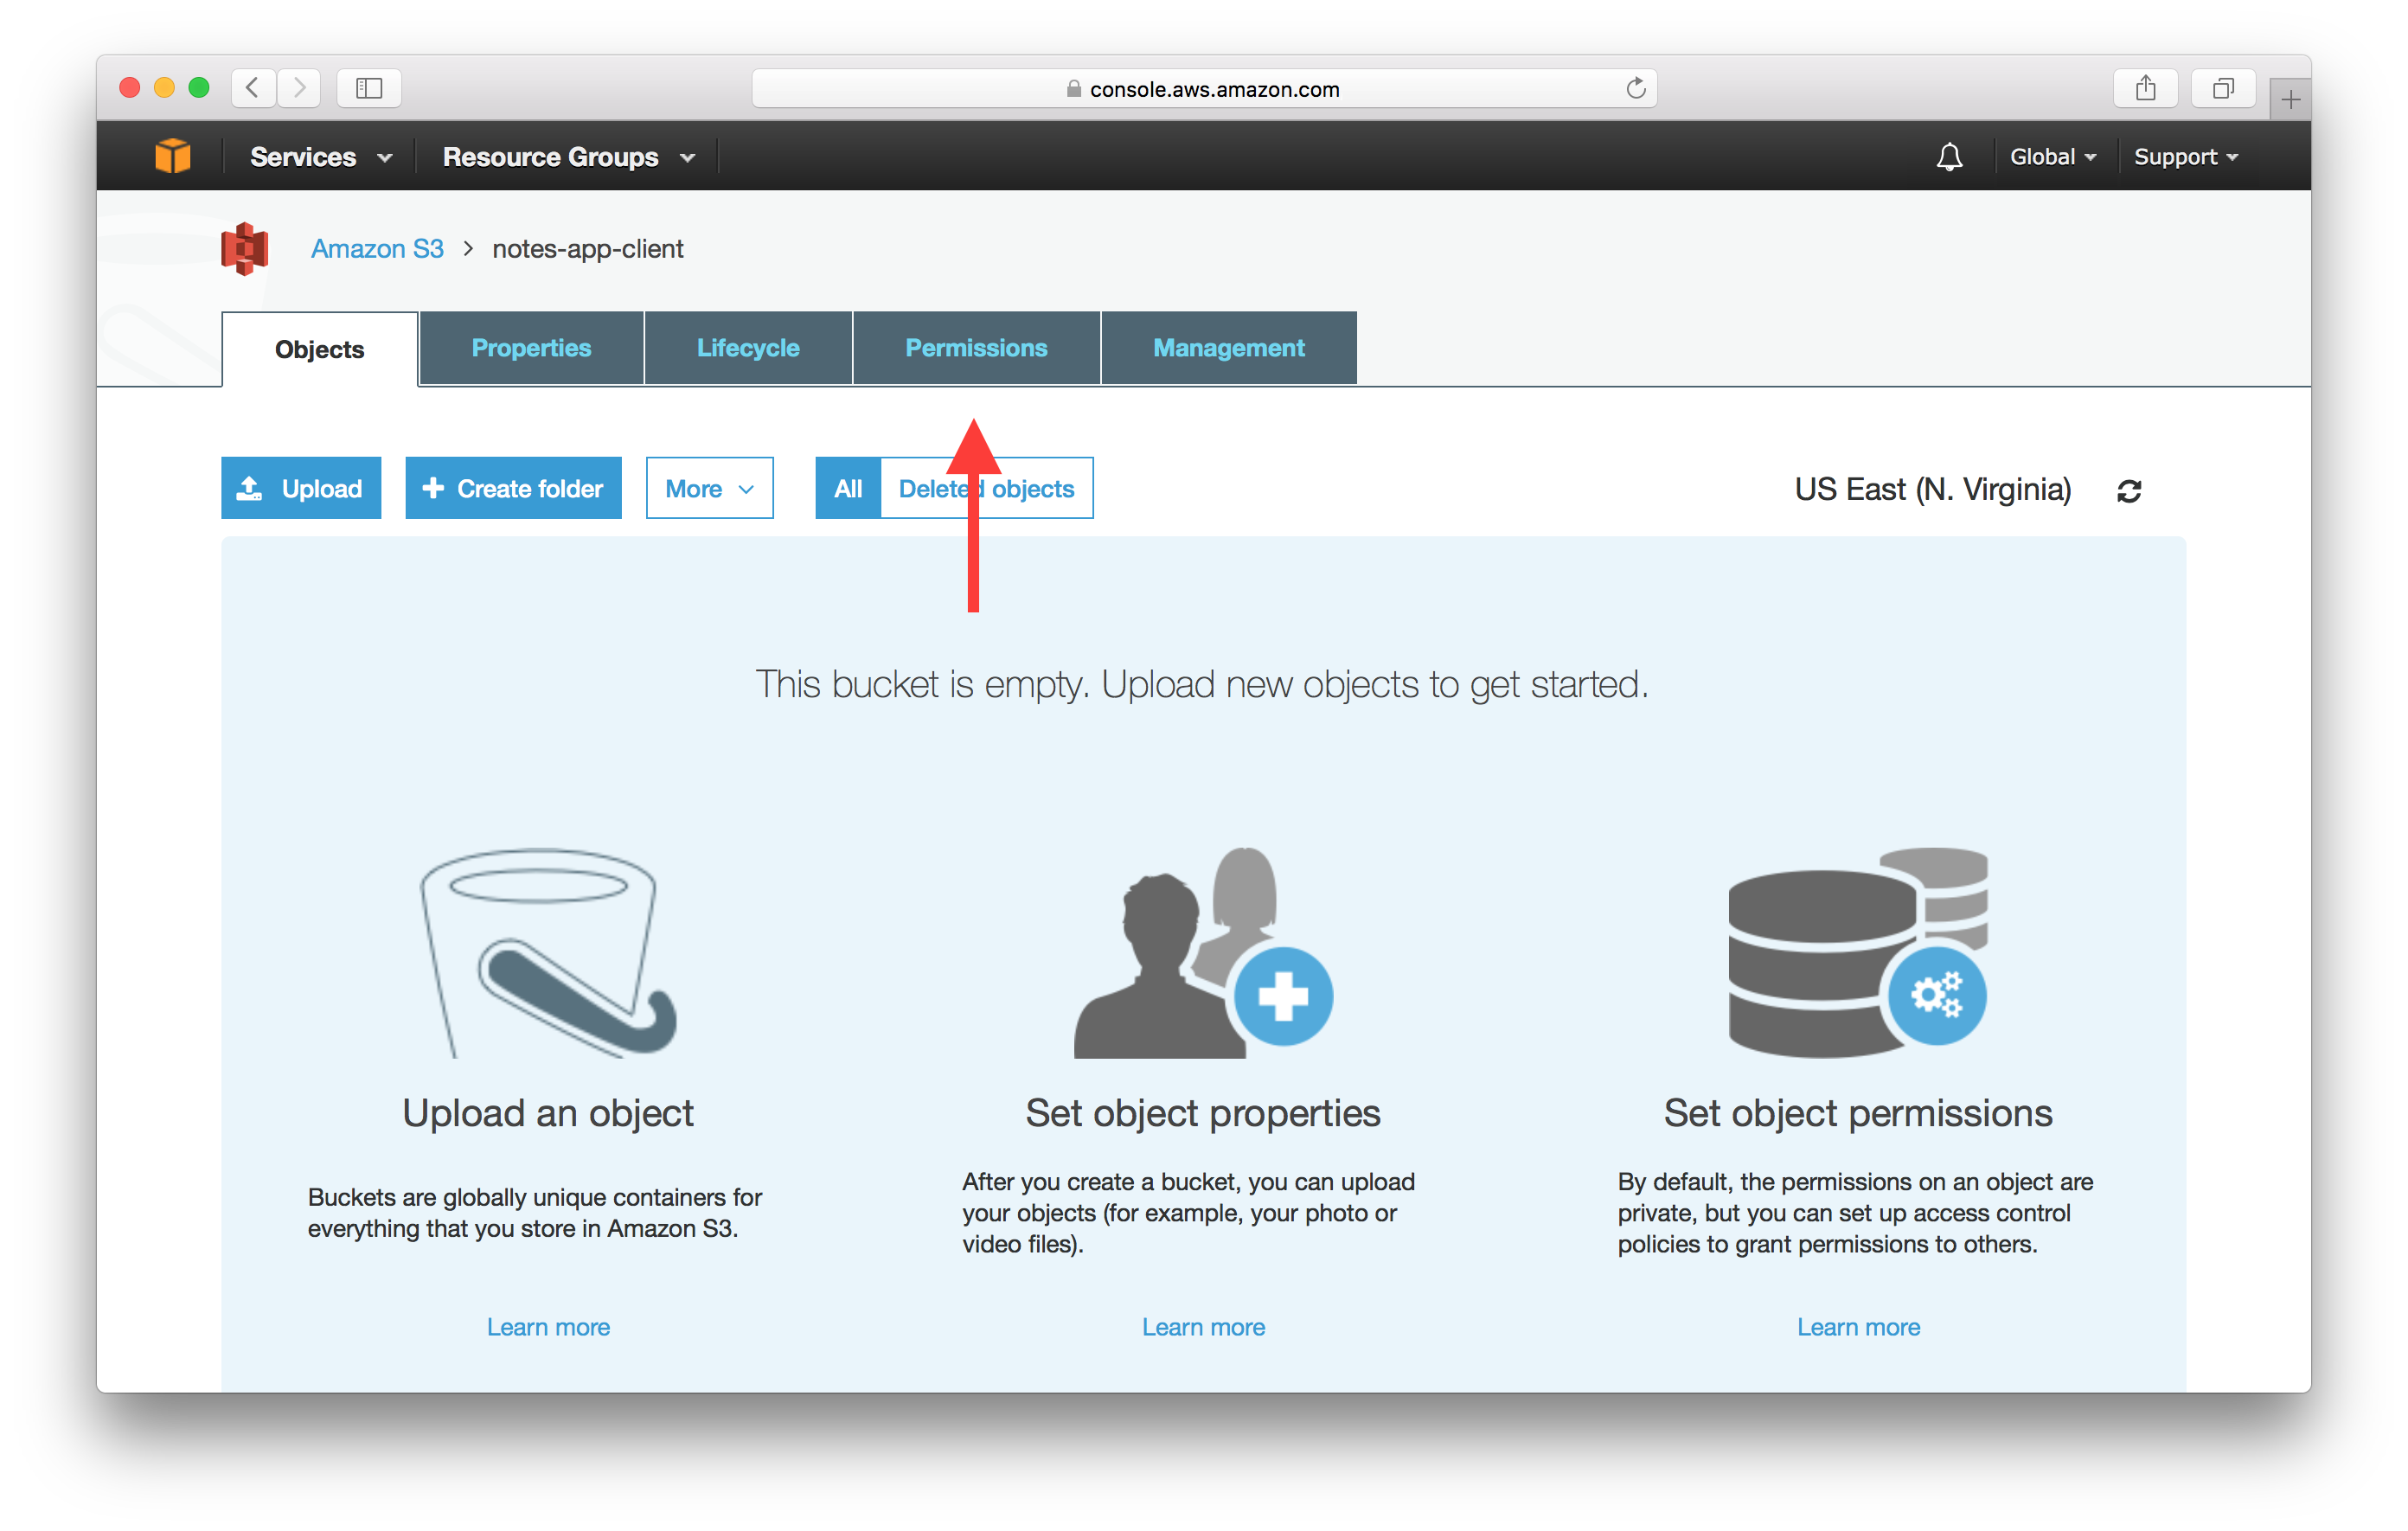 console.aws.amazon.com
Services Resource Groups Global Support
Amazon S3 > notes-app-client
Objects Properties Lifecycle Permissions Management
Upload Create folder More All Deleted objects US East (N. Virginia)
This bucket is empty. Upload new objects to get started.
Upload an object
Buckets are globally unique containers for
everything that you store in Amazon S3.
Learn more
Set object properties
After you create a bucket, you can upload
your objects (for example, your photo or
video files).
Learn more
Set object permissions
By default, the permissions on an object are
private, but you can set up access control
policies to grant permissions to others.
Learn more